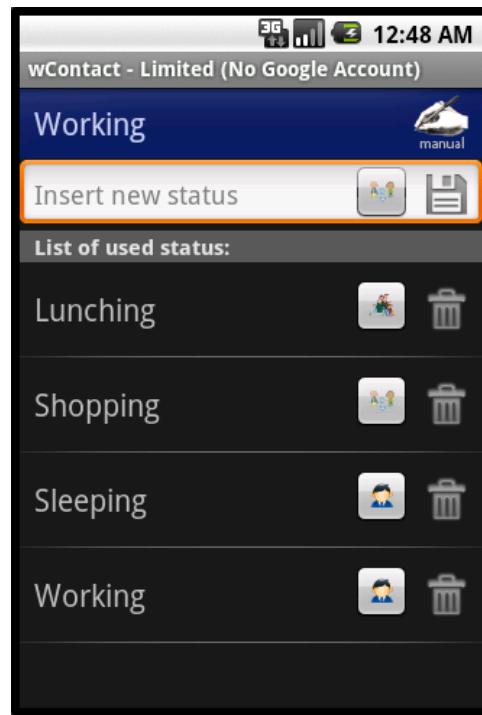 3G 12:48 AM
wContact - Limited (No Google Account)
Working
manual
Insert new status
List of used status:
Lunching
Shopping
Sleeping
Working